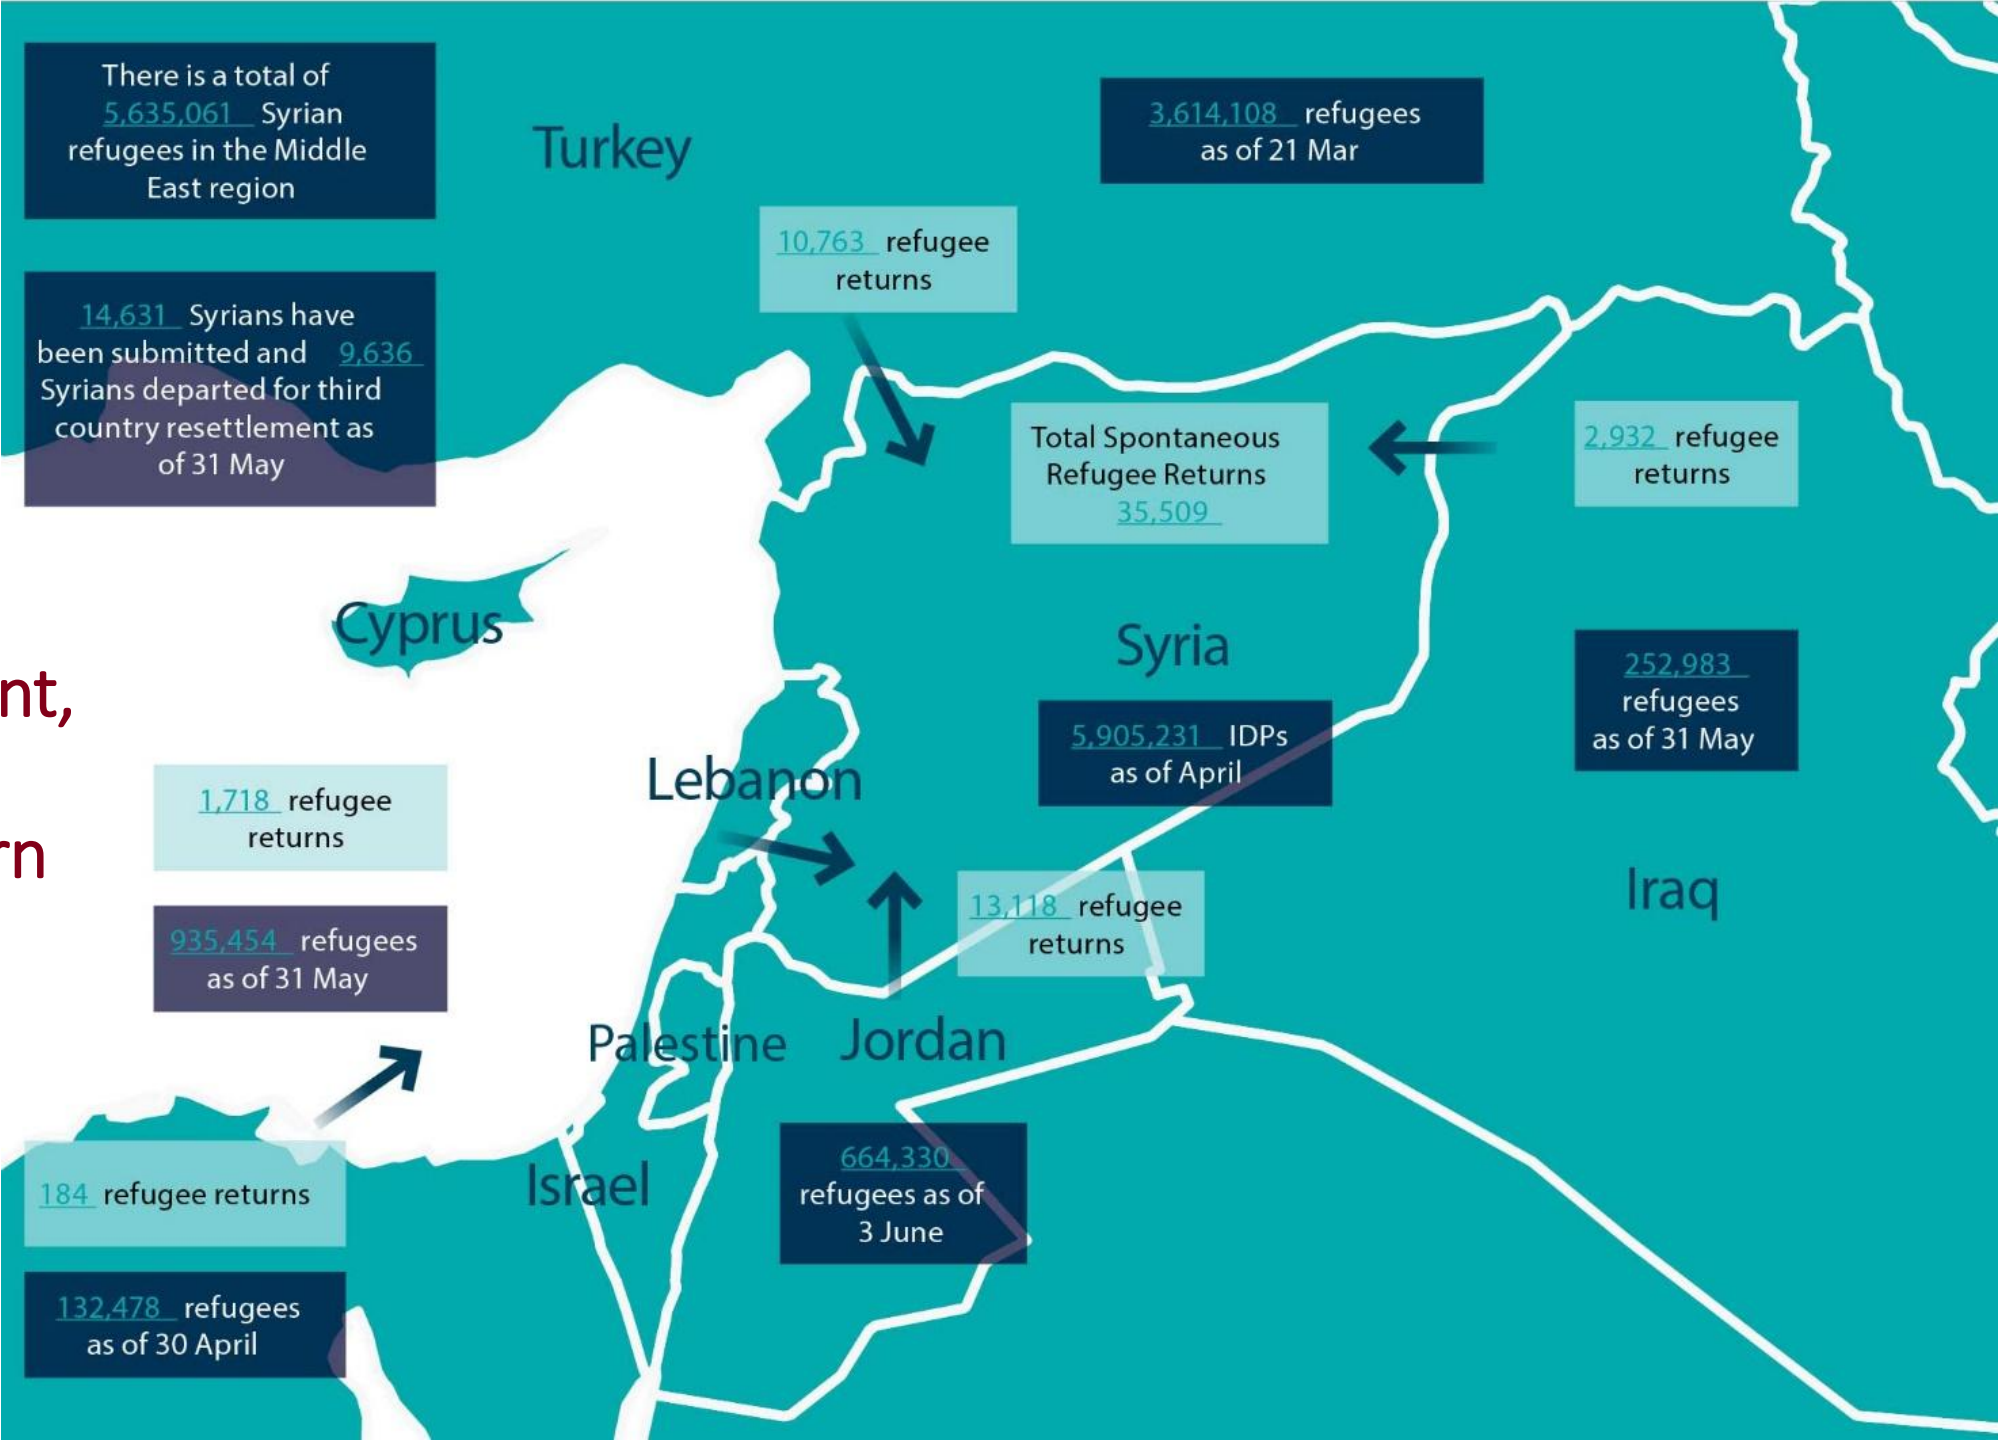 There is a total of
5,635,061 Syrian
refugees in the Middle
East region
Turkey
3,614,108 refugees
as of 21 Mar
10,763 refugee
returns
14,631 Syrians have
been submitted and 9,636
Syrians departed for third
country resettlement as
of 31 May
Total Spontaneous
Refugee Returns
35,509
2,932 refugee
returns
Cyprus
Syria
252,983
refugees
as of 31 May
nt,
5,905,231 IDPs
as of April
Lebanon
1,718 refugee
returns
rn
Iraq
935,454 refugees
as of 31 May
13,118 refugee
returns
Palestine
Jordan
184 refugee returns
Israel
664,330
refugees as of
3 June
132,478 refugees
as of 30 April